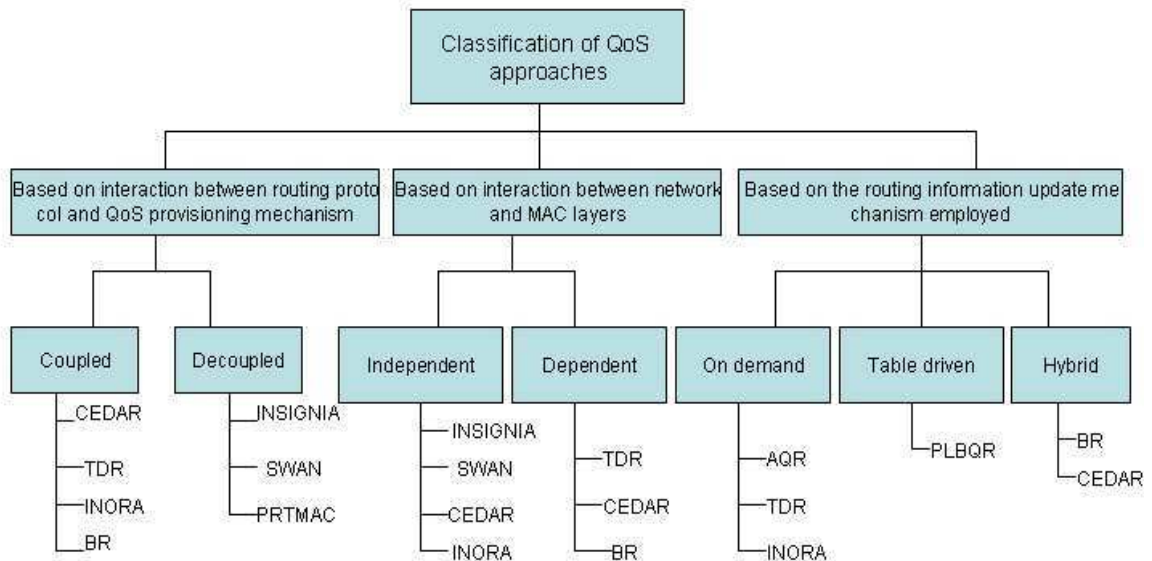 Classification of QoS
approaches
Based on interaction between routing proto
col and QoS provisioning mechanism
Based on interaction between network
and MAC layers
Based on the routing information update me
chanism employed
Coupled
Decoupled
Independent
Dependent
On demand
Table driven
Hybrid
CEDAR
TDR
INORA
BR
INSIGNIA
SWAN
PRTMAC
INSIGNIA
SWAN
CEDAR
INORA
TDR
CEDAR
BR
AQR
TDR
INORA
PLBQR
BR
CEDAR